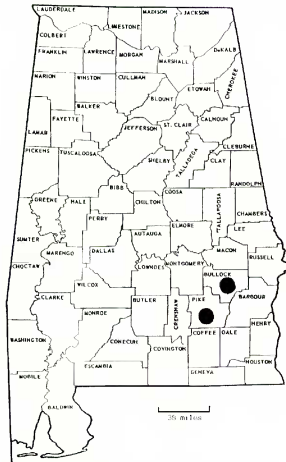 LAUDERDALE
MADISON
JACKSON
LIMESTONE
COLBERT
FRANKLIN
LAWRENCE
MORGAN
MARSHALL
DeKALB
CHEROKEE
MARION
WINSTON
CULLMAN
ETOWAH
BLOUNT
WALKER
LAMAR
FAYETTE
JEFFERSON
ST. CLAIR
CALHOUN
CLEBURNE
PICKENS
TUSCALOOSA
SHELBY
TALLADEGA
CLAY
RANDOLPH
BIBB
GREENE
HALE
CHILTON
COOSA
TALLAPOOSA
CHAMBERS
PERRY
AUTAUGA
ELMORE
LEE
SUMTER
MARENGO
DALLAS
LOWNDES
MONTGOMERY
MACON
RUSSELL
BULLOCK
CHOCTAW
WILCOX
BUTLER
CRENSHAW
PIKE
BARBOUR
CLARKE
MONROE
CONECUH
COVINGTON
COFFEE
DALE
HENRY
WASHINGTON
ESCAMBIA
GENEVA
HOUSTON
MOBILE
BALDWIN
38 miles